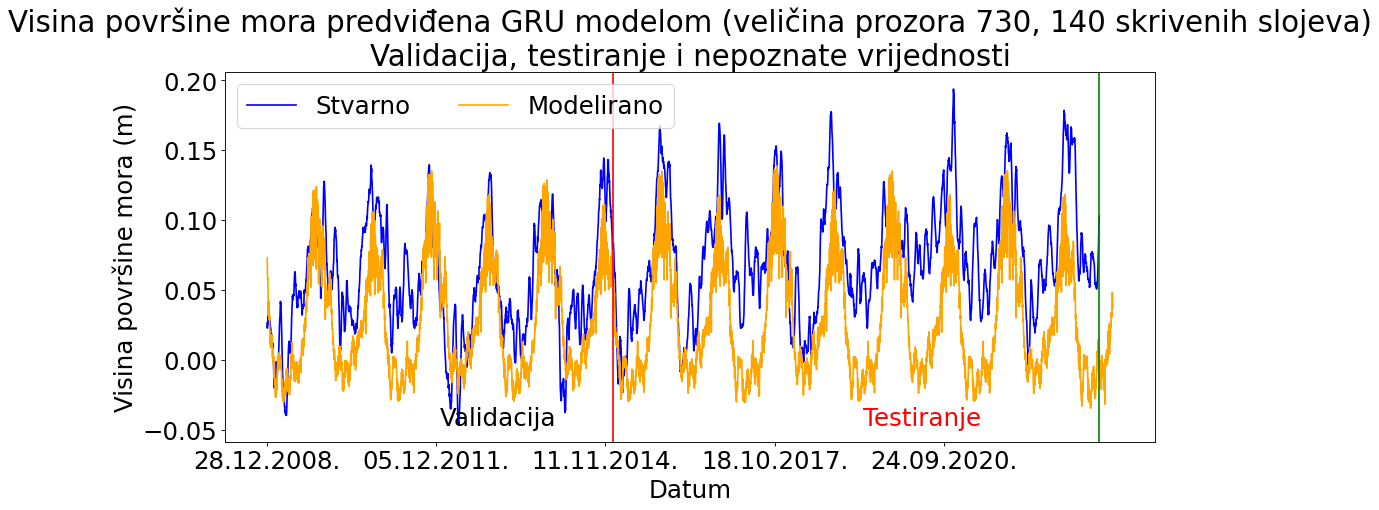 Visina površine mora predviđena GRU modelom (veličina prozora 730, 140 skrivenih slojeva)
Validacija, testiranje i nepoznate vrijednosti
Stvarno
Modelirano
Visina površine mora (m)
0.20
0.15
0.10
0.05
0.00
−0.05
Validacija
Testiranje
28.12.2008.
05.12.2011.
11.11.2014.
18.10.2017.
24.09.2020.
Datum